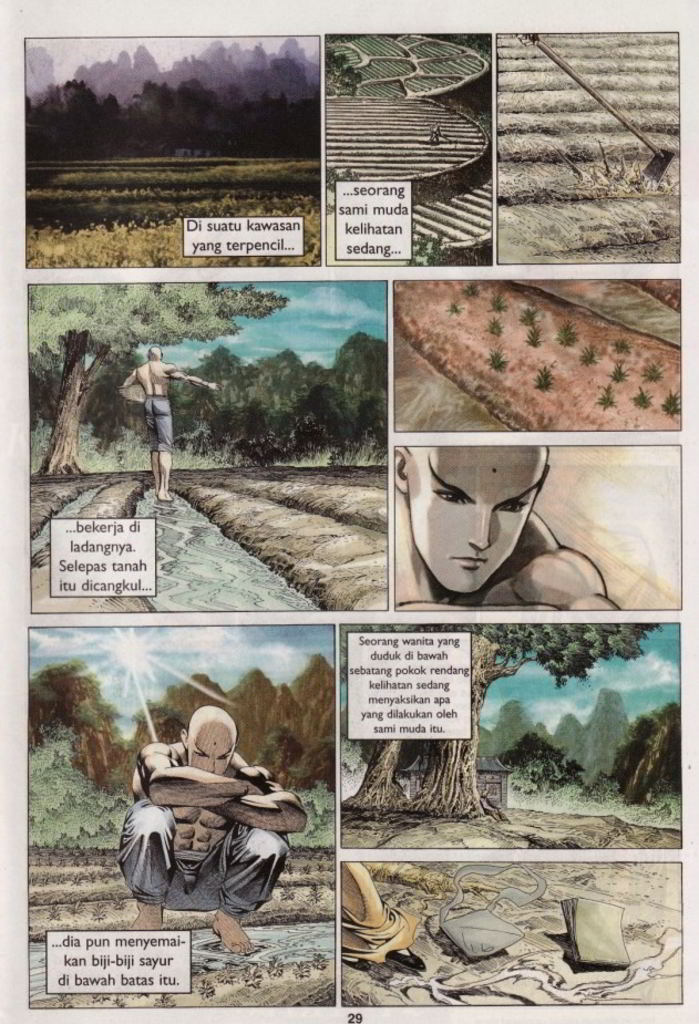 Di suatu kawasan
yang terpencil...
...seorang
sami muda
kelihatan
sedang...
...bekerja di
ladangnya.
Selepas tanah
itu dicangkul...
...dia pun menyemai-
kan biji-biji sayur
di bawah batas itu.
Seorang wanita yang
duduk di bawah
sebatang pokok rendang
kelihatan sedang
menyaksikan apa
yang dilakukan oleh
sami muda itu.
29